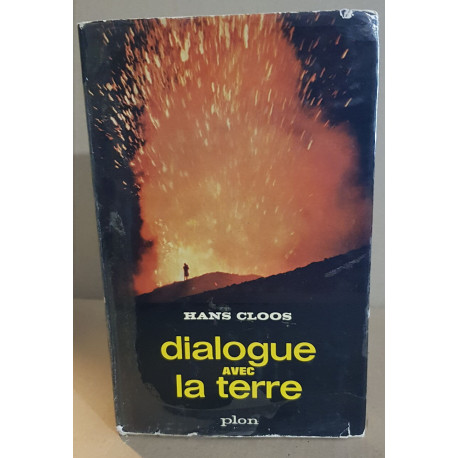 HANS CLOOS
dialogue
AVEC
la terre
plon